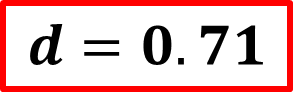 d = 0.71